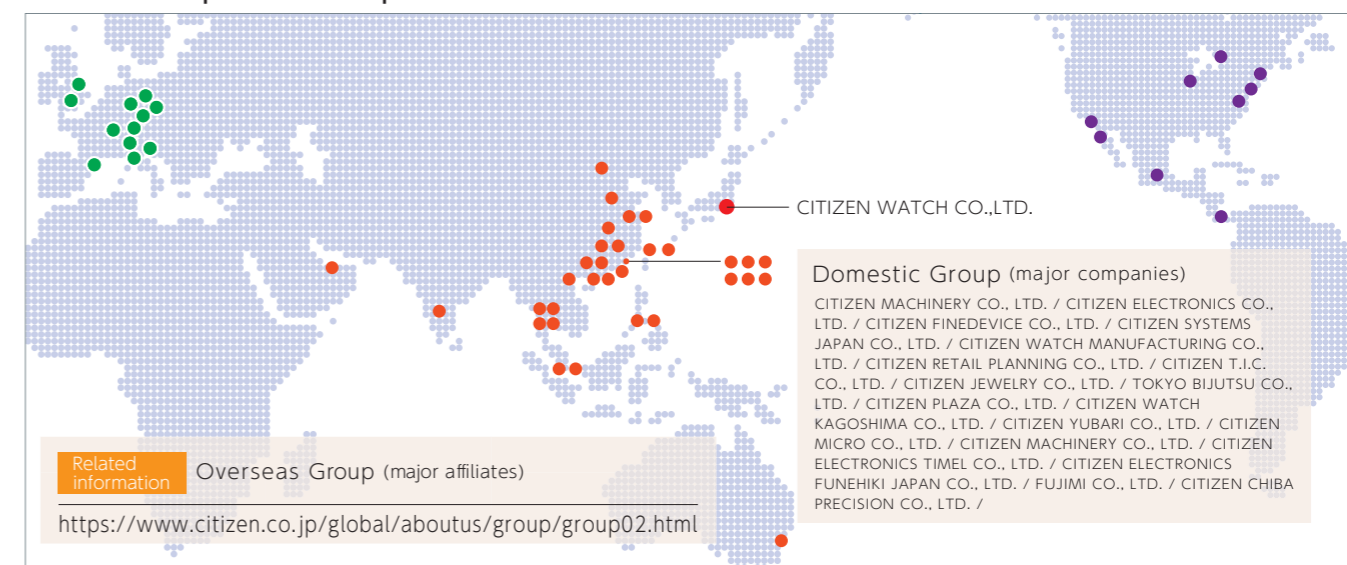 CITIZEN WATCH CO.,LTD.
Domestic Group (major companies)
CITIZEN MACHINERY CO., LTD. / CITIZEN ELECTRONICS CO.,
LTD. / CITIZEN FINEDEVICE CO., LTD. / CITIZEN SYSTEMS
JAPAN CO., LTD. / CITIZEN WATCH MANUFACTURING CO.,
LTD. / CITIZEN RETAIL PLANNING CO., LTD. / CITIZEN T.I.C.
CO., LTD. / CITIZEN JEWELRY CO., LTD. / TOKYO BIJUTSU CO.,
LTD. / CITIZEN PLAZA CO., LTD. / CITIZEN WATCH
KAGOSHIMA CO., LTD. / CITIZEN YUBARI CO., LTD. / CITIZEN
MICRO CO., LTD. / CITIZEN MACHINERY CO., LTD. / CITIZEN
ELECTRONICS TIMEL CO., LTD. / CITIZEN ELECTRONICS
FUNEHIKI JAPAN CO., LTD. / FUJIMI CO., LTD. / CITIZEN CHIBA
PRECISION CO., LTD. /
Related
information
Overseas Group (major affiliates)
https://www.citizen.co.jp/global/aboutus/group/group02.html